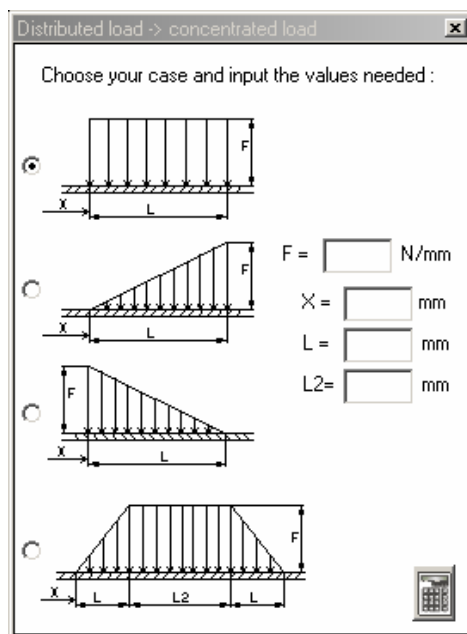 Distributed load -> concentrated load
Choose your case and input the values needed :
F
X
L
F
X
L
F = N/mm
X = mm
L = mm
L2= mm
F
X
L
F
X
L
L2
L